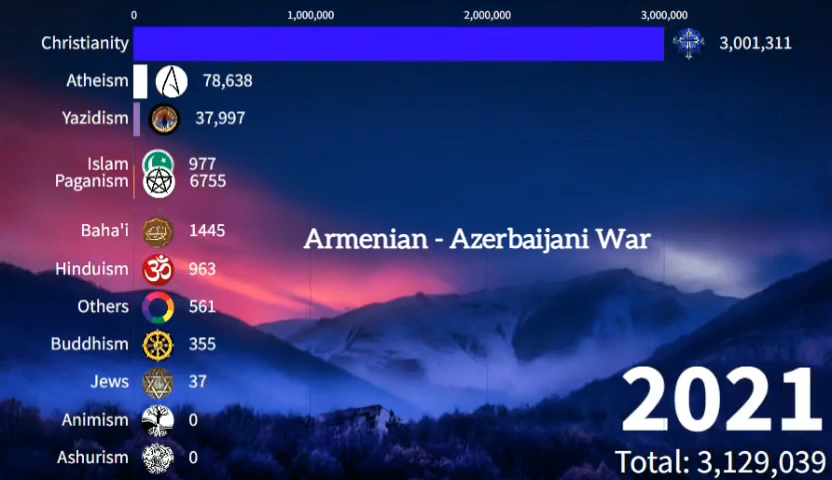 0 1,000,000 2,000,000 3,000,000
Christianity 3,001,311
Atheism 78,638
Yazidism 37,997
Islam 977
Paganism 6755
Baha'i 1445
Armenian - Azerbaijani War
Hinduism 963
Others 561
Buddhism 355
Jews 37
2021
Animism 0
Ashurism 0
Total: 3,129,039